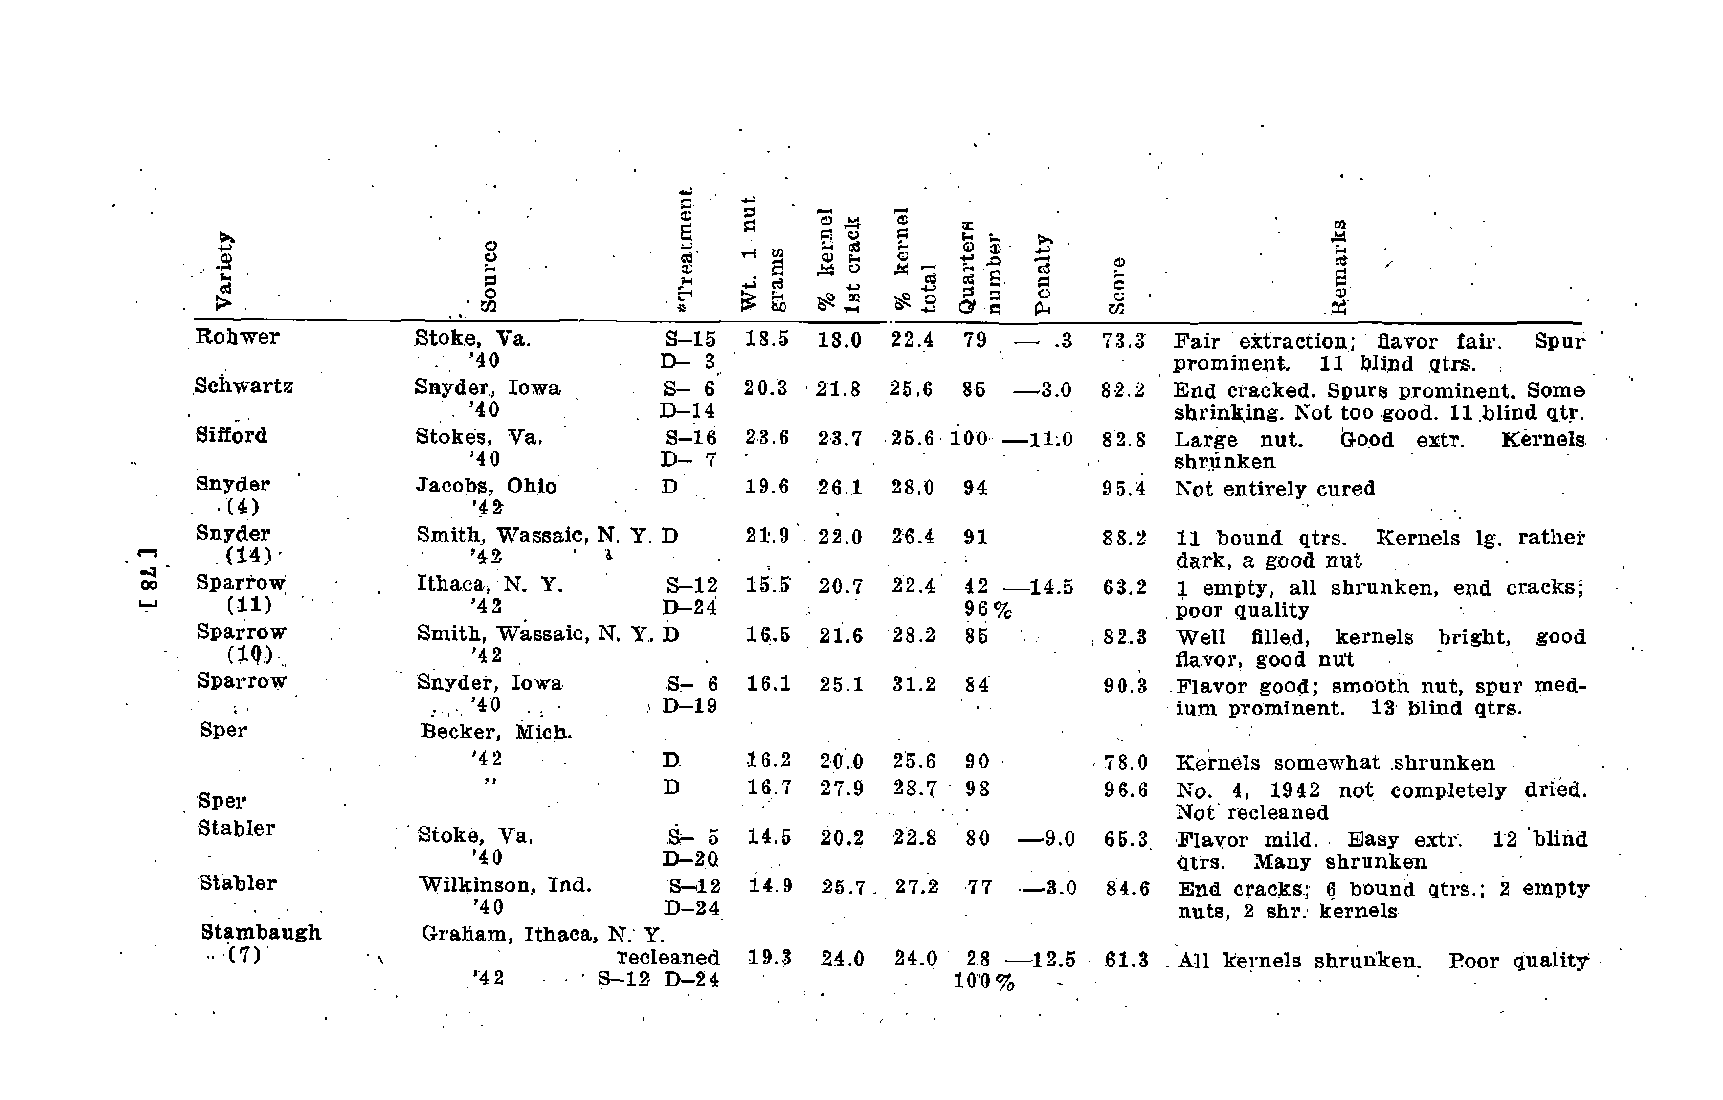 Variety Source *Treatment Wt. 1 nut grams % kernel 1st crack % kernel total Quarters number Penalty Score Remarks
Rohwer Stoke, Va. S–15 18.5 18.0 22.4 79 — .3 73.3 Fair extraction; flavor fair. Spur
'40 D– 3 prominent. 11 blind qtrs.
Schwartz Snyder, Iowa S– 6 20.3 21.8 25.6 85 —3.0 82.2 End cracked. Spurs prominent. Some
'40 D–14 shrinking. Not too good. 11 blind qtr.
Sifford Stokes, Va. S–16 23.6 23.7 25.6 100 —11.0 82.8 Large nut. Good extr. Kernels
'40 D– 7 shrunken
Snyder Jacobs, Ohio D 19.6 26.1 28.0 94 95.4 Not entirely cured
(4) '42
Snyder Smith, Wassaic, N. Y. D 21.9 22.0 26.4 91 88.2 11 bound qtrs. Kernels lg. rather
(14) '42 dark, a good nut
Sparrow Ithaca, N. Y. S–12 15.5 20.7 22.4 42 —14.5 63.2 1 empty, all shrunken, end cracks;
(11) '42 D–24 96% poor quality
Sparrow Smith, Wassaic, N. Y. D 16.5 21.6 28.2 85 82.3 Well filled, kernels bright, good
(10) '42 flavor, good nut
Sparrow Snyder, Iowa S– 6 16.1 25.1 31.2 84 90.3 Flavor good; smooth nut, spur med-
'40 D–19 ium prominent. 13 blind qtrs.
Sper Becker, Mich.
'42 D 16.2 20.0 25.6 90 78.0 Kernels somewhat shrunken
" D 16.7 27.9 28.7 98 96.6 No. 4, 1942 not completely dried.
Sper Not recleaned
Stabler Stoke, Va. S– 5 14.5 20.2 22.8 80 —9.0 65.3 Flavor mild. Easy extr. 12 blind
'40 D–20 qtrs. Many shrunken
Stabler Wilkinson, Ind. S–12 14.9 25.7 27.2 77 —3.0 84.6 End cracks; 6 bound qtrs.; 2 empty
'40 D–24 nuts, 2 shr. kernels
Stambaugh Graham, Ithaca, N. Y.
(7) recleaned 19.3 24.0 24.0 28 —12.5 61.3 All kernels shrunken. Poor quality
'42 S–12 D–24 100%
[ 78 ]